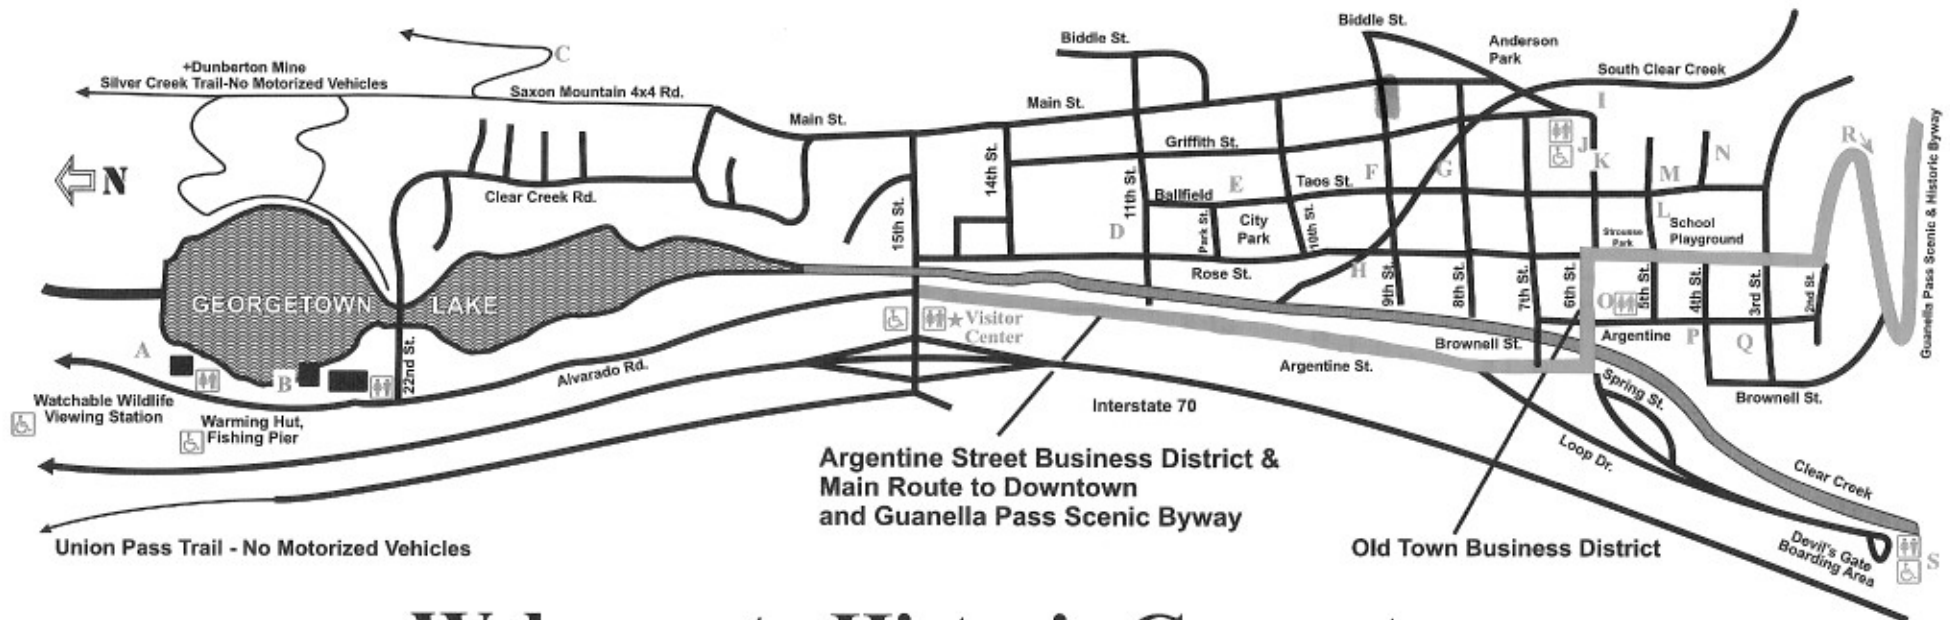 Biddle St.
Biddle St.
Anderson
Park
South Clear Creek
C
+Dunberton Mine
Silver Creek Trail-No Motorized Vehicles
Saxon Mountain 4x4 Rd.
Main St.
Main St.
I
N
Clear Creek Rd.
14th St.
15th St.
11th St.
Griffith St.
Ballfield
E
Taos St.
F
G
J
K
M
N
R
Guanella Pass Scenic & Historic Byway
D
Park St.
City
Park
10th St.
L
School
Playground
Strousse
Park
Rose St.
H
9th St.
8th St.
7th St.
6th St.
O
5th St.
4th St.
3rd St.
2nd St.
GEORGETOWN LAKE
Visitor
Center
A
B
22nd St.
Alvarado Rd.
Argentine St.
Brownell St.
Argentine
P
Q
Brownell St.
Watchable Wildlife
Viewing Station
Warming Hut,
Fishing Pier
Interstate 70
Spring St.
Loop Dr.
Clear Creek
Argentine Street Business District &
Main Route to Downtown
and Guanella Pass Scenic Byway
Old Town Business District
Union Pass Trail - No Motorized Vehicles
Devil's Gate
Boarding Area
S